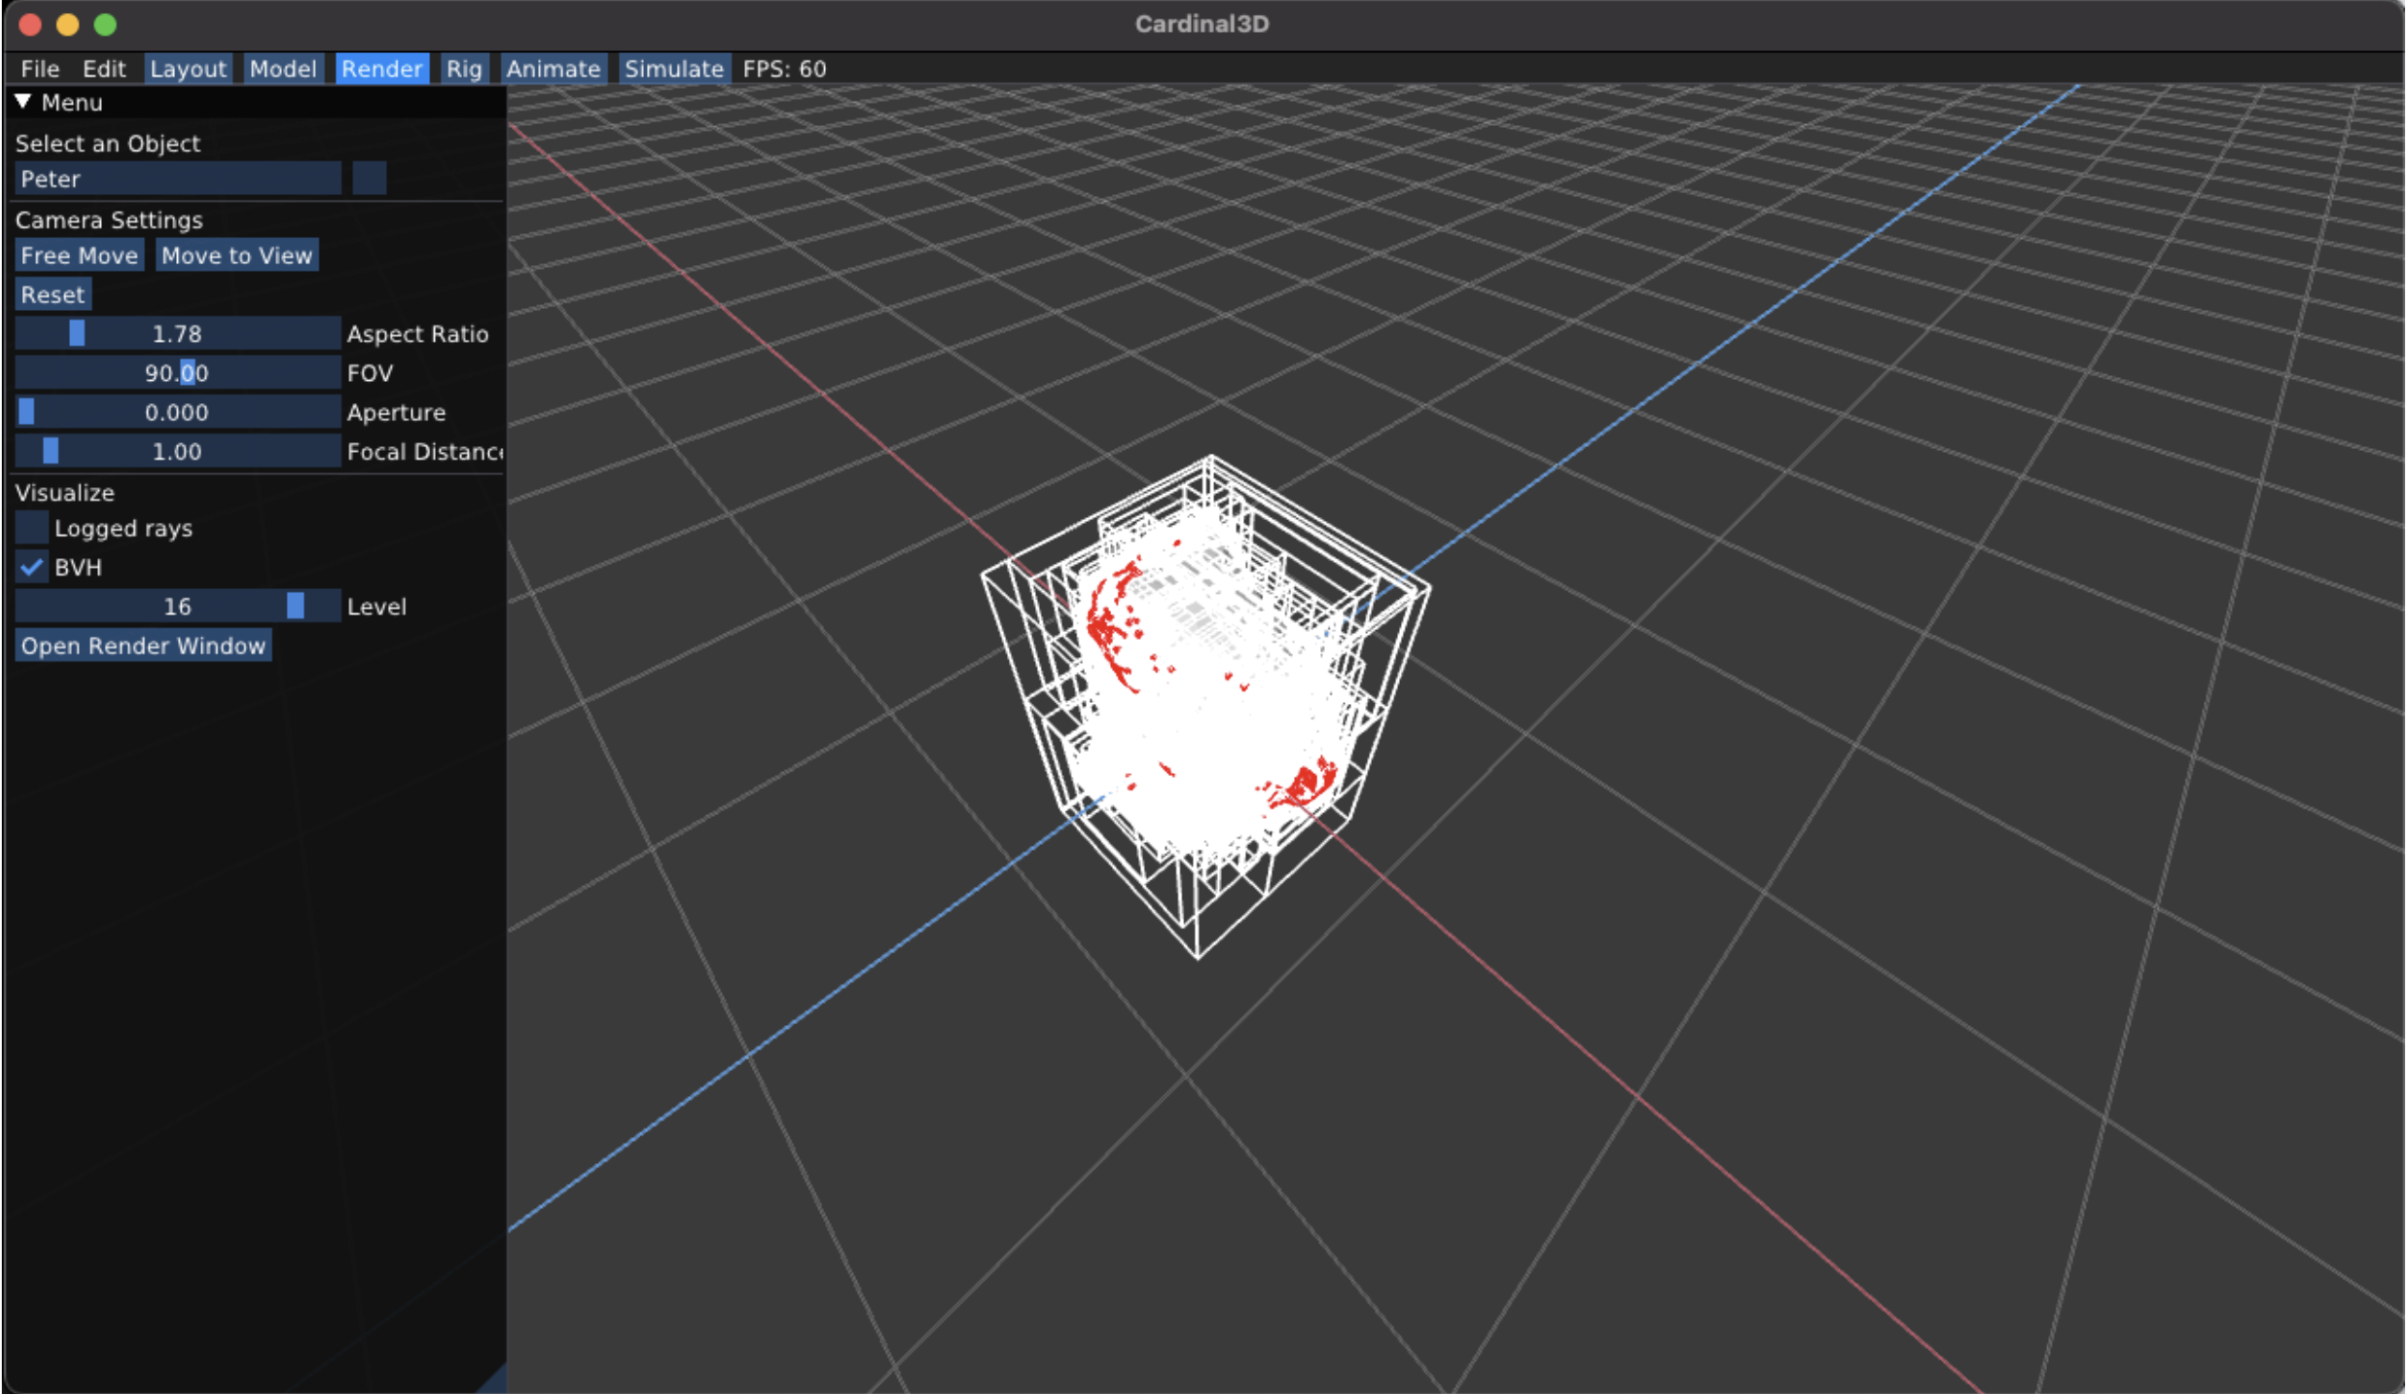 Cardinal3D
File Edit Layout Model Render Rig Animate Simulate FPS: 60
Menu
Select an Object
Peter
Camera Settings
Free Move Move to View
Reset
1.78 Aspect Ratio
90.00 FOV
0.000 Aperture
1.00 Focal Distance
Visualize
Logged rays
BVH
16 Level
Open Render Window